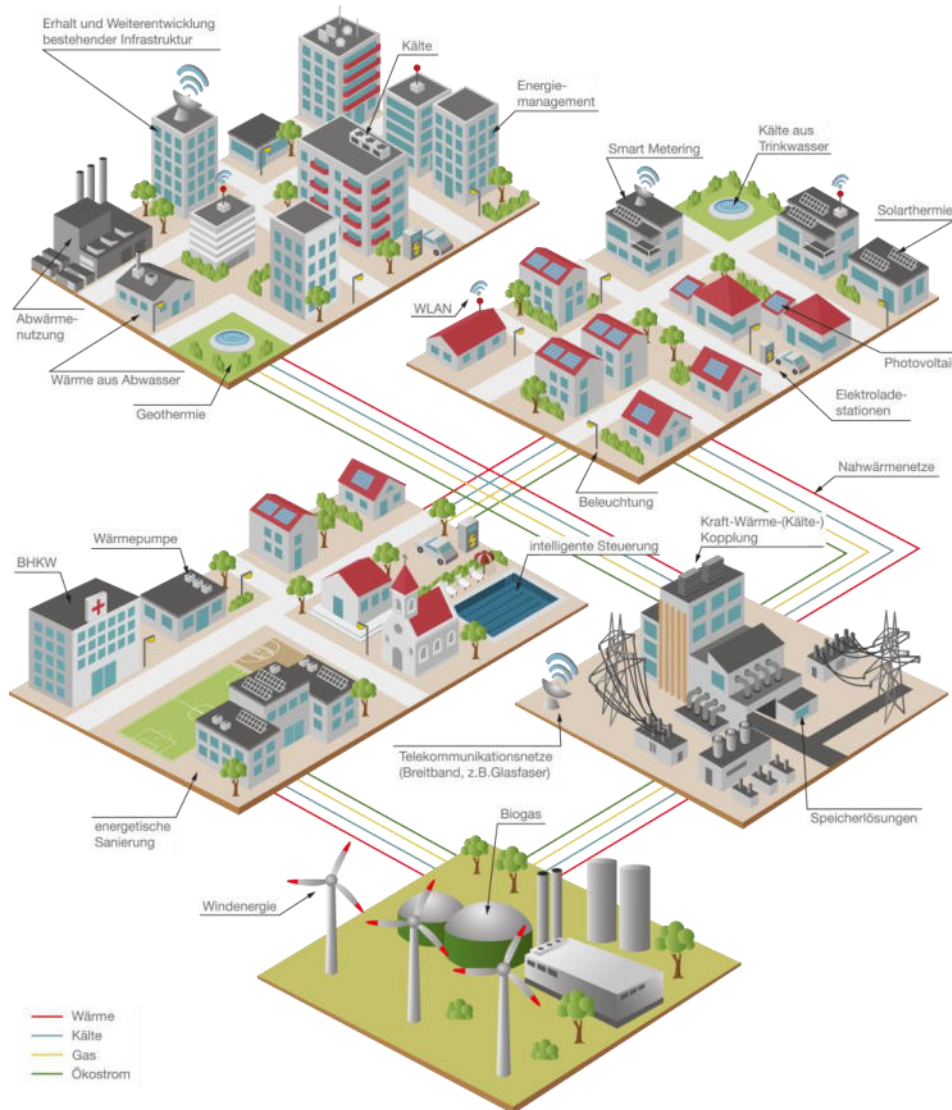 Erhalt und Weiterentwicklung
bestehender Infrastruktur
Kälte
Energie-
management
Smart Metering
Kälte aus
Trinkwasser
Solarthermie
WLAN
Abwärme-
nutzung
Wärme aus Abwasser
Geothermie
Photovoltaik
Elektrolade-
stationen
Beleuchtung
Nahwärmenetze
Kraft-Wärme-(Kälte-)
Kopplung
Wärmepumpe
BHKW
intelligente Steuerung
Telekommunikationsnetze
(Breitband, z.B.Glasfaser)
Speicherlösungen
energetische
Sanierung
Biogas
Windenergie
Wärme
Kälte
Gas
Ökostrom